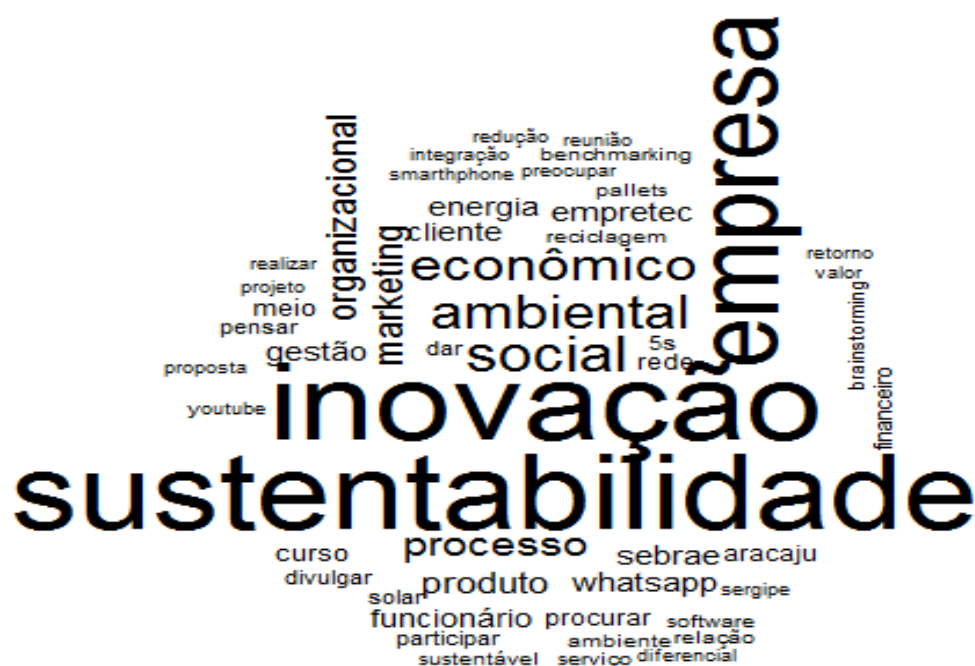 empresa
redução reunião
organizacional
integração benchmarking
smarthphone preocupar
pallets
energia empretec
cliente reciclagem
marketing
econômico
retorno
realizar
valor
projeto
meio
ambiental
brainstorming
pensar
gestão dar social 5s
rede
proposta
financeiro
youtube inovação
sustentabilidade
processo
curso sebrae aracaju
divulgar produto whatsapp sergipe
solar
funcionário procurar software
participar ambiente relação
sustentável serviço diferencial